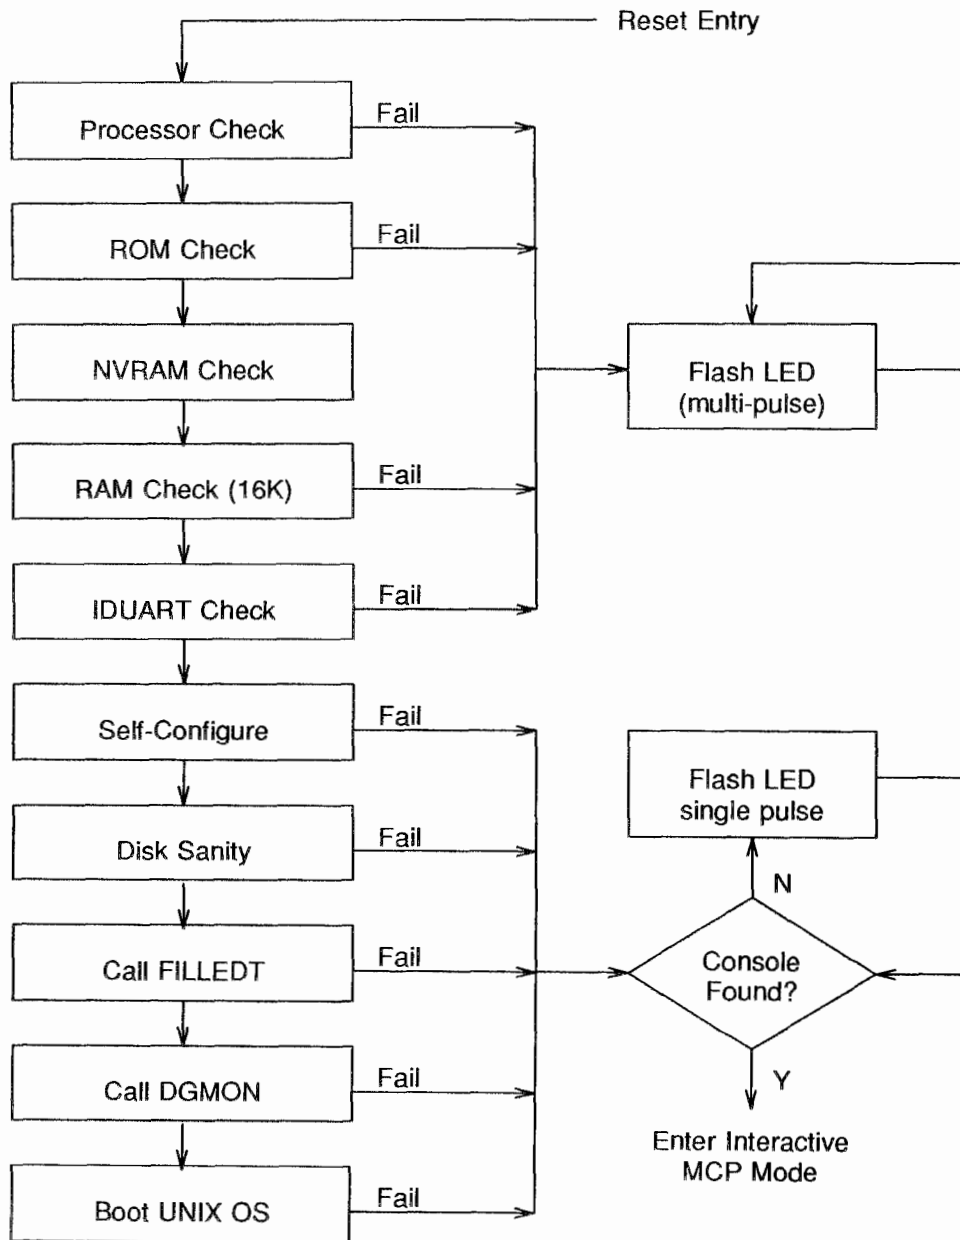 Reset Entry
Processor Check
Fail
ROM Check
Fail
NVRAM Check
Flash LED
(multi-pulse)
RAM Check (16K)
Fail
IDUART Check
Fail
Self-Configure
Fail
Flash LED
single pulse
Disk Sanity
Fail
N
Call FILLEDT
Fail
Console
Found?
Call DGMON
Fail
Y
Enter Interactive
MCP Mode
Boot UNIX OS
Fail